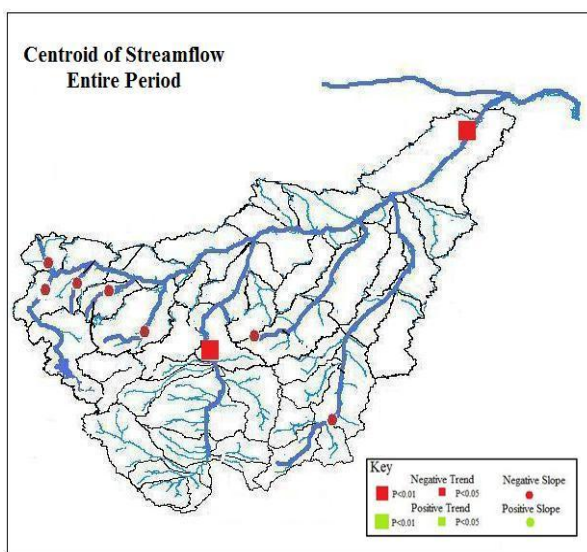 Centroid of Streamflow
Entire Period
Key
Negative Trend
Negative Slope
P<0.01
P<0.05
Positive Trend
Positive Slope
P<0.01
P<0.05